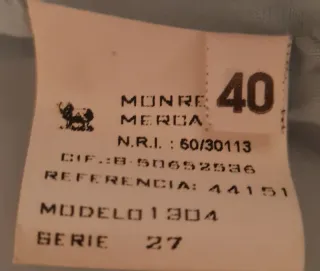 40
MONRE
MERCA
N.R.I. : 60/30113
CIF.:B-50652536
REFERENCIA: 44151
MODELO 1304
SERIE 27